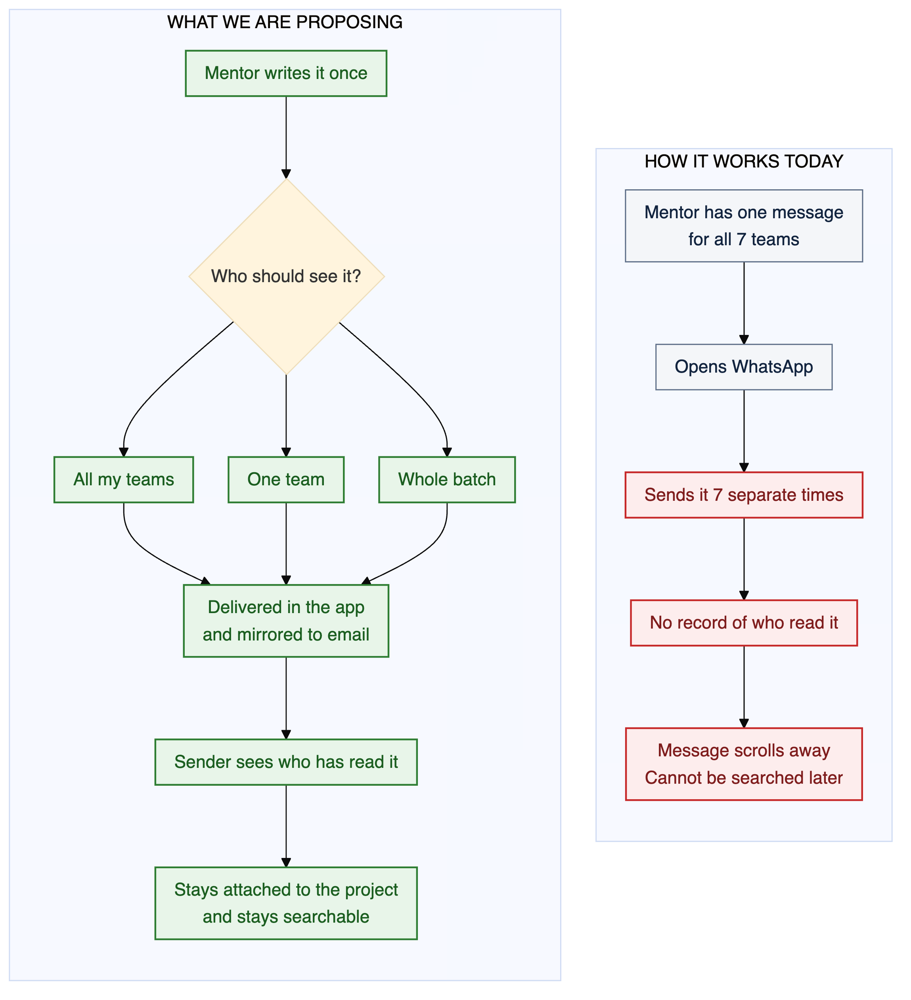 WHAT WE ARE PROPOSING
Mentor writes it once
Who should see it?
All my teams
One team
Whole batch
Delivered in the app
and mirrored to email
Sender sees who has read it
Stays attached to the project
and stays searchable
HOW IT WORKS TODAY
Mentor has one message
for all 7 teams
Opens WhatsApp
Sends it 7 separate times
No record of who read it
Message scrolls away
Cannot be searched later